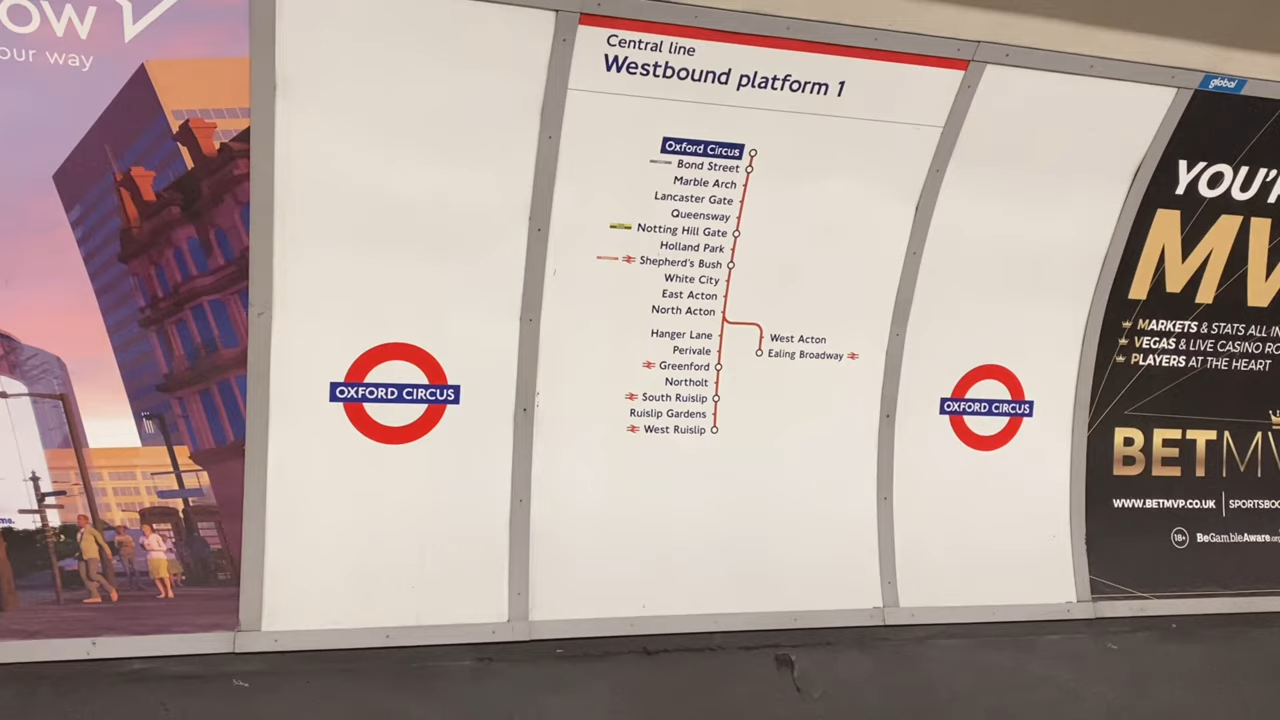 OW
our way
Central line
Westbound platform 1
Oxford Circus
Bond Street
Marble Arch
Lancaster Gate
Queensway
Notting Hill Gate
Holland Park
Shepherd's Bush
White City
East Acton
North Acton
Hanger Lane
West Acton
Perivale
Ealing Broadway
Greenford
Northolt
South Ruislip
Ruislip Gardens
West Ruislip
OXFORD CIRCUS
OXFORD CIRCUS
global
YOU'
MV
MARKETS & STATS ALL IN
VEGAS & LIVE CASINO RO
PLAYERS AT THE HEART
BETMV
WWW.BETMVP.CO.UK | SPORTSBOO
18+ BeGambleAware.org